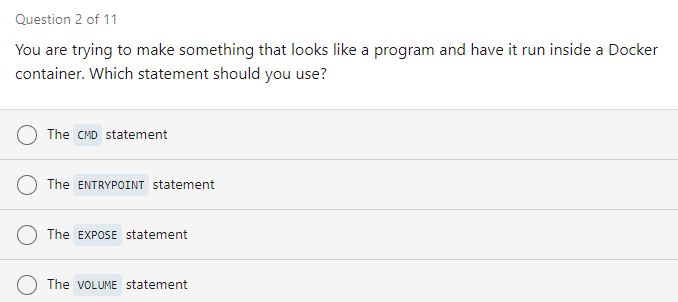 Question 2 of 11
You are trying to make something that looks like a program and have it run inside a Docker
container. Which statement should you use?
The CMD statement
The ENTRYPOINT statement
The EXPOSE statement
The VOLUME statement